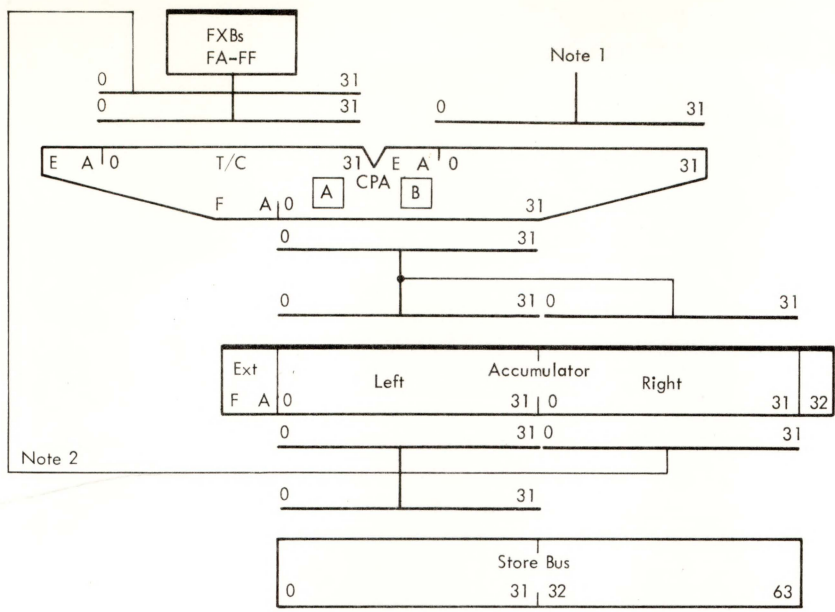 FXBs
FA-FF
Note 1
0 31
0 31 0 31
E A 0 T/C 31 E A 0 31
CPA
A B
F A 0 31
0 31
0 31 0 31
Ext Left Accumulator Right
F A 0 31 0 31 32
0 31 0 31
Note 2
0 31
Store Bus
0 31 32 63